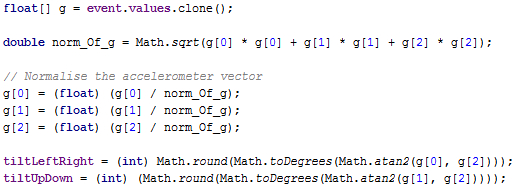 float[] g = event.values.clone();
double norm_Of_g = Math.sqrt(g[0] * g[0] + g[1] * g[1] + g[2] * g[2]);
// Normalise the accelerometer vector
g[0] = (float) (g[0] / norm_Of_g);
g[1] = (float) (g[1] / norm_Of_g);
g[2] = (float) (g[2] / norm_Of_g);
tiltLeftRight = (int) Math.round(Math.toDegrees(Math.atan2(g[0], g[2])));
tiltUpDown = (int) (Math.round(Math.toDegrees(Math.atan2(g[1], g[2]))));